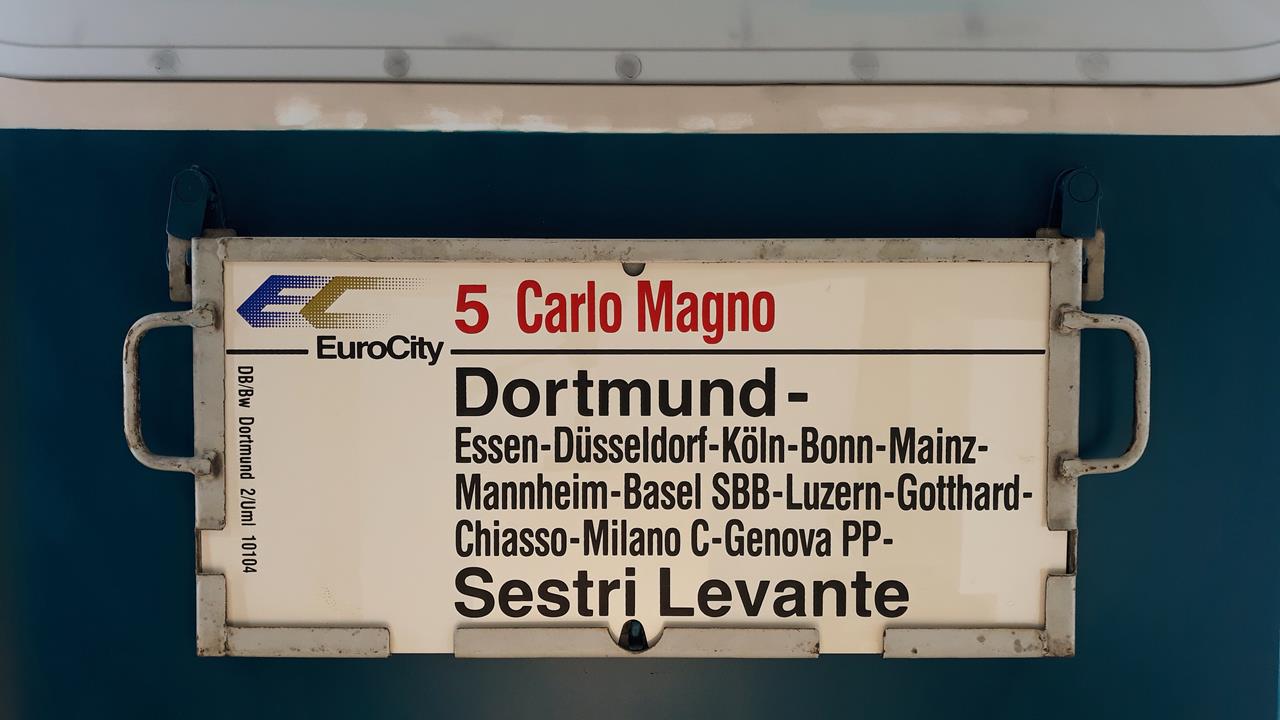 EC
5 Carlo Magno
EuroCity
Dortmund-
Essen-Düsseldorf-Köln-Bonn-Mainz-
Mannheim-Basel SBB-Luzern-Gotthard-
Chiasso-Milano C-Genova PP-
Sestri Levante
DB/Bw Dortmund 2/Uml 10104